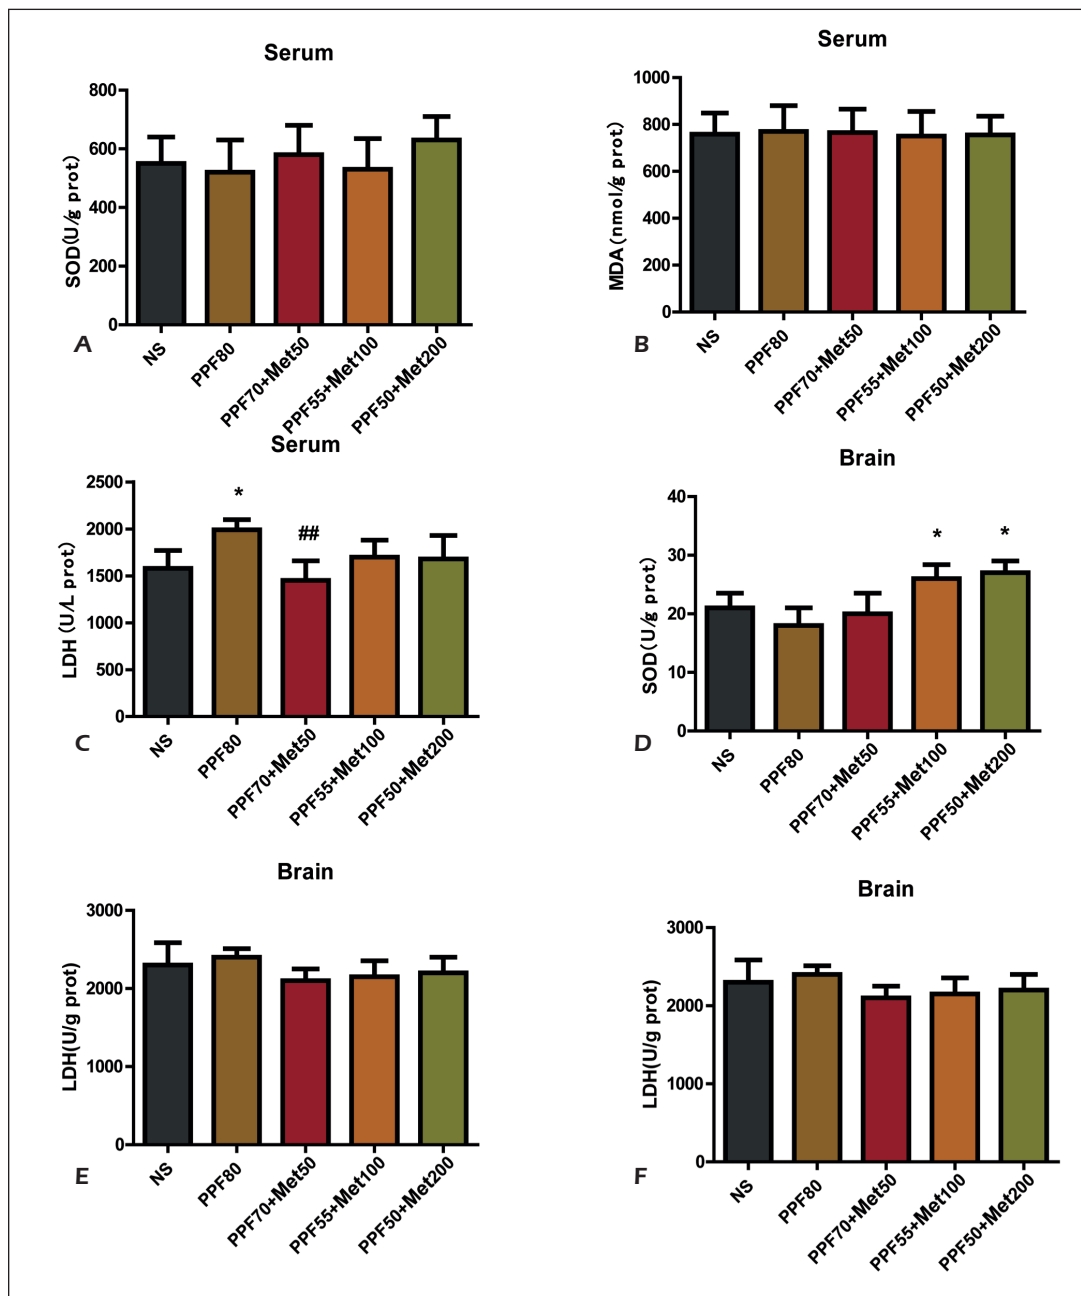 Serum
SOD(U/g prot)
800
600
400
200
0
NS
PPF80
PPF70+Met50
PPF55+Met100
PPF50+Met200
A
Serum
MDA(nmol/g prot)
1000
800
600
400
200
0
NS
PPF80
PPF70+Met50
PPF55+Met100
PPF50+Met200
B
Serum
LDH (U/L prot)
2500
2000
1500
1000
500
0
*
##
NS
PPF80
PPF70+Met50
PPF55+Met100
PPF50+Met200
C
Brain
SOD(U/g prot)
40
30
20
10
0
*
*
NS
PPF80
PPF70+Met50
PPF55+Met100
PPF50+Met200
D
Brain
LDH(U/g prot)
3000
2000
1000
0
NS
PPF80
PPF70+Met50
PPF55+Met100
PPF50+Met200
E
Brain
LDH(U/g prot)
3000
2000
1000
0
NS
PPF80
PPF70+Met50
PPF55+Met100
PPF50+Met200
F